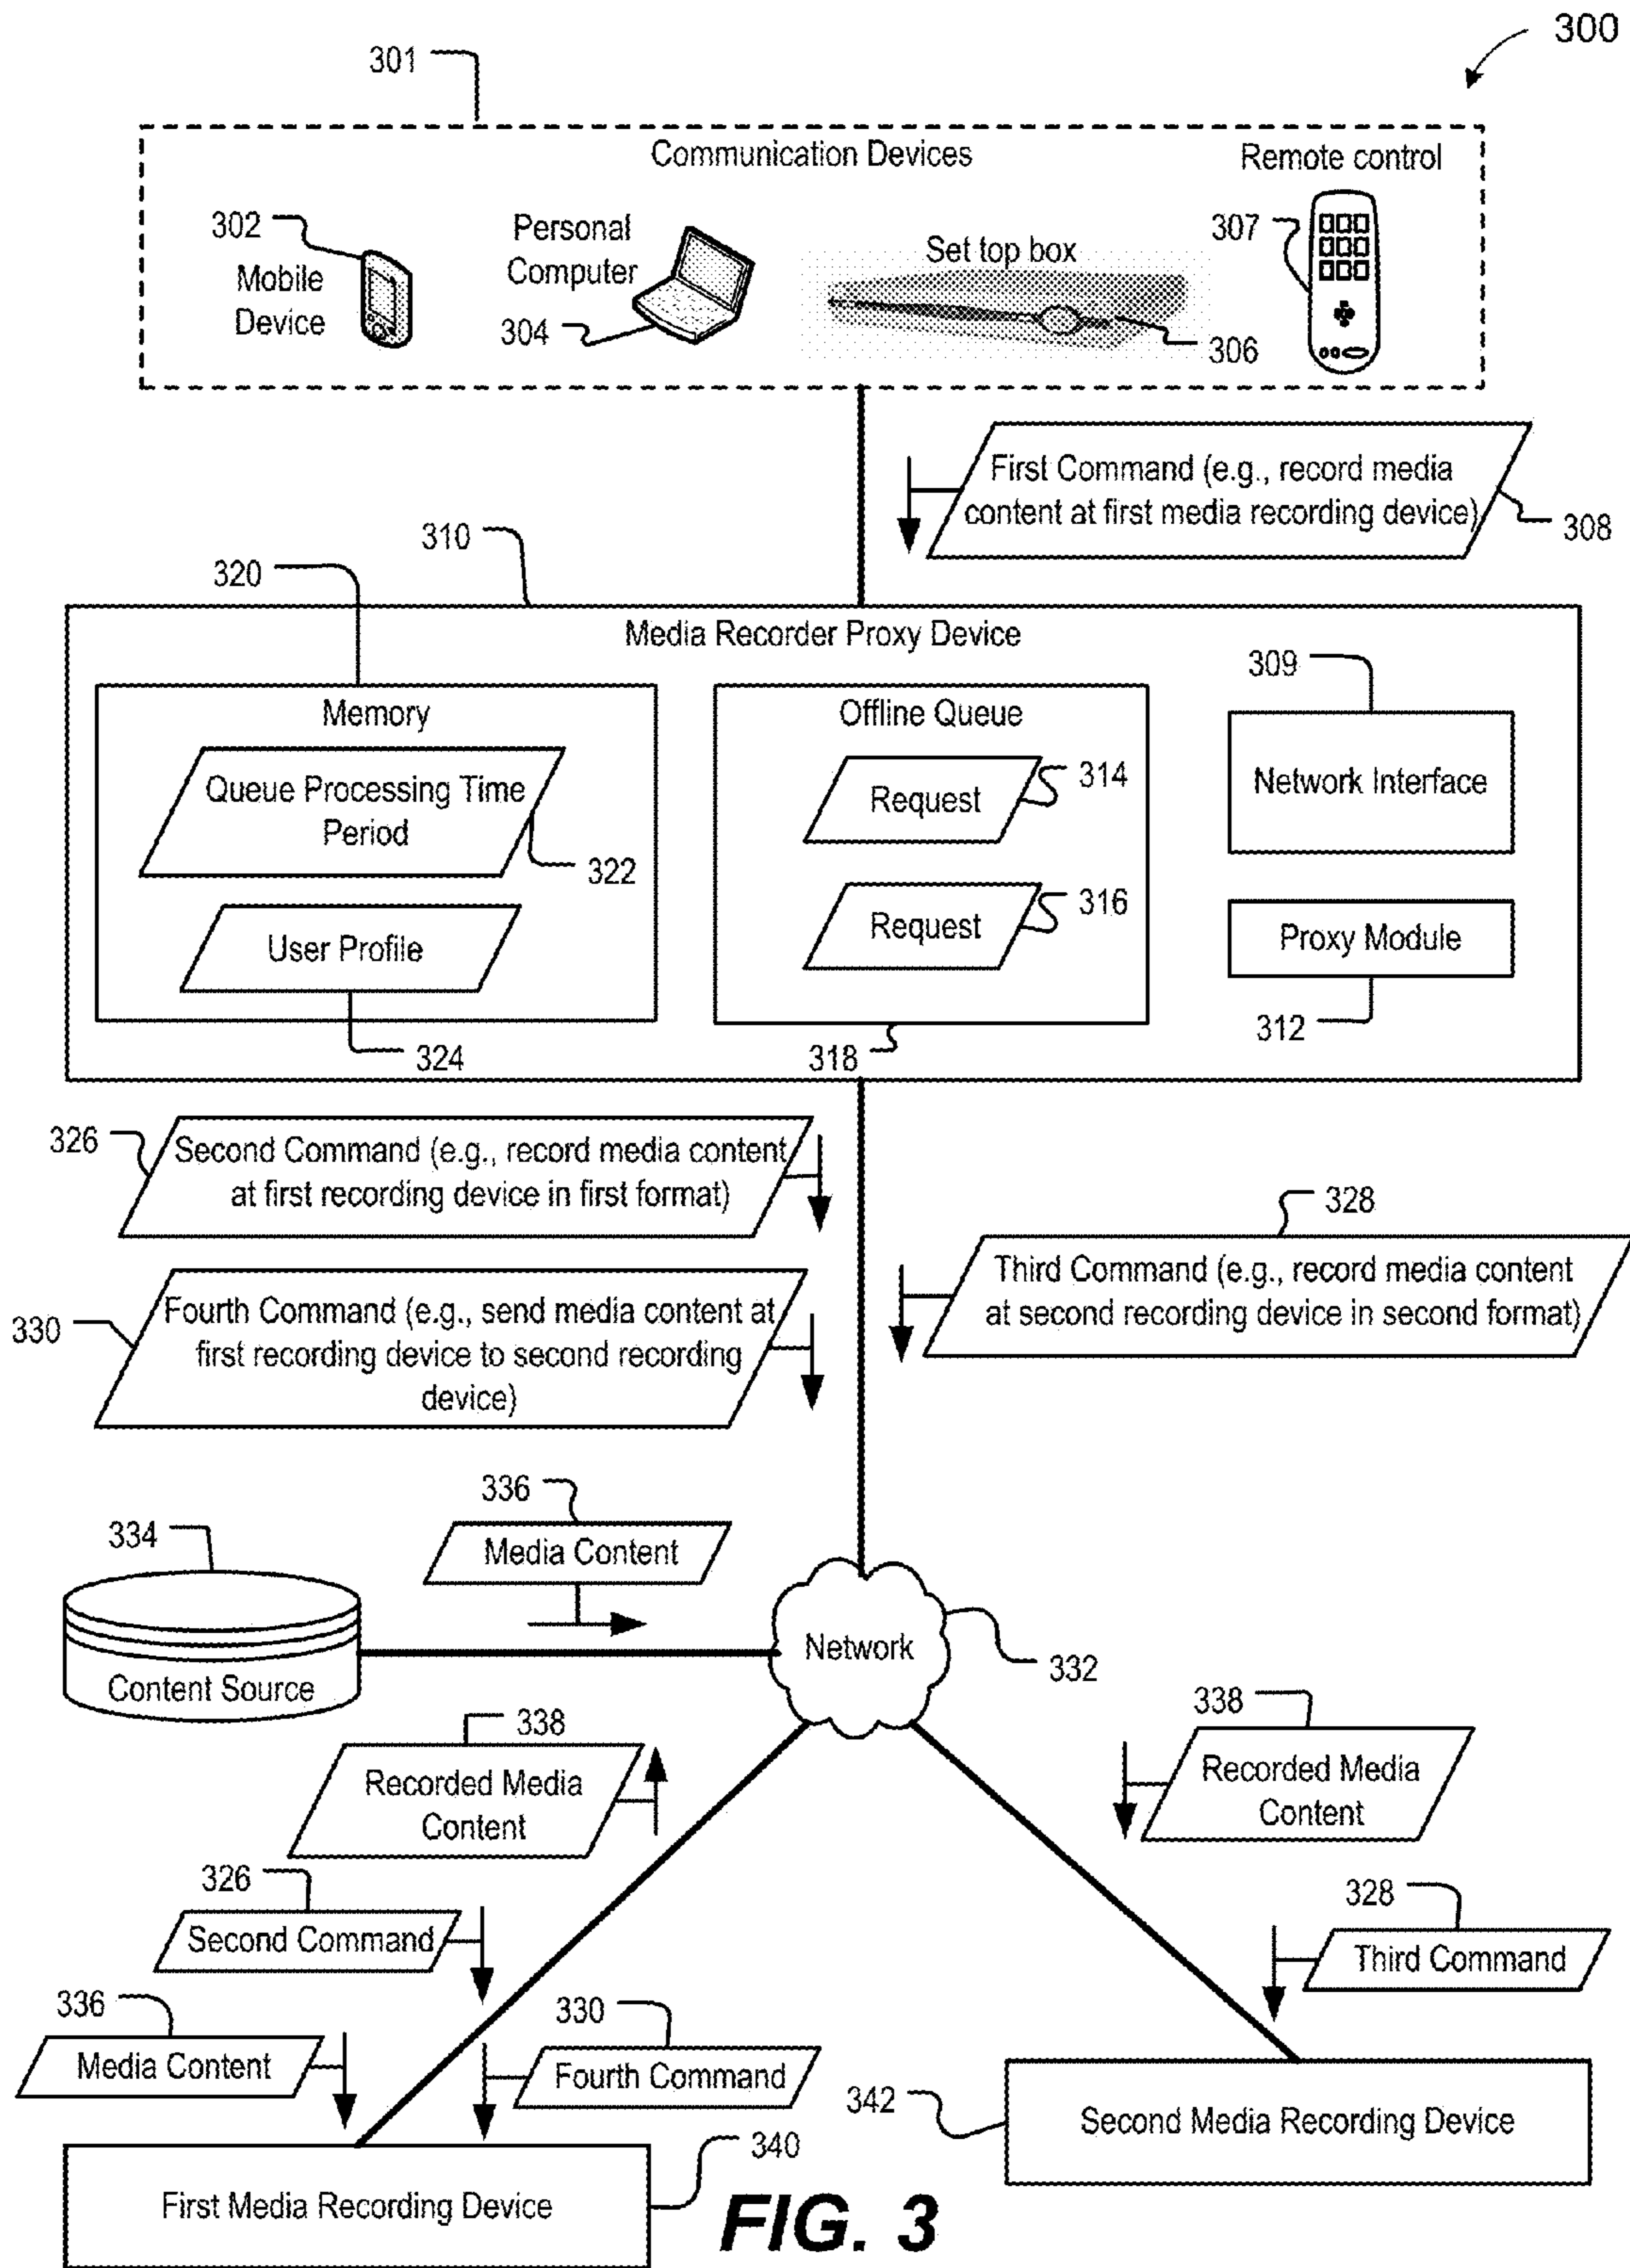 300
301
Communication Devices
Remote control
302
Mobile
Device
Personal
Computer
304
Set top box
306
307
First Command (e.g., record media
content at first media recording device)
308
310
320
Media Recorder Proxy Device
309
Memory
Queue Processing Time
Period
322
User Profile
324
Offline Queue
Request
314
Request
316
318
Network Interface
Proxy Module
312
326
Second Command (e.g., record media content
at first recording device in first format)
328
Third Command (e.g., record media content
at second recording device in second format)
330
Fourth Command (e.g., send media content at
first recording device to second recording
device)
336
Media Content
334
Content Source
Network
332
338
Recorded Media
Content
338
Recorded Media
Content
326
Second Command
328
Third Command
336
Media Content
330
Fourth Command
342
Second Media Recording Device
340
First Media Recording Device
FIG. 3